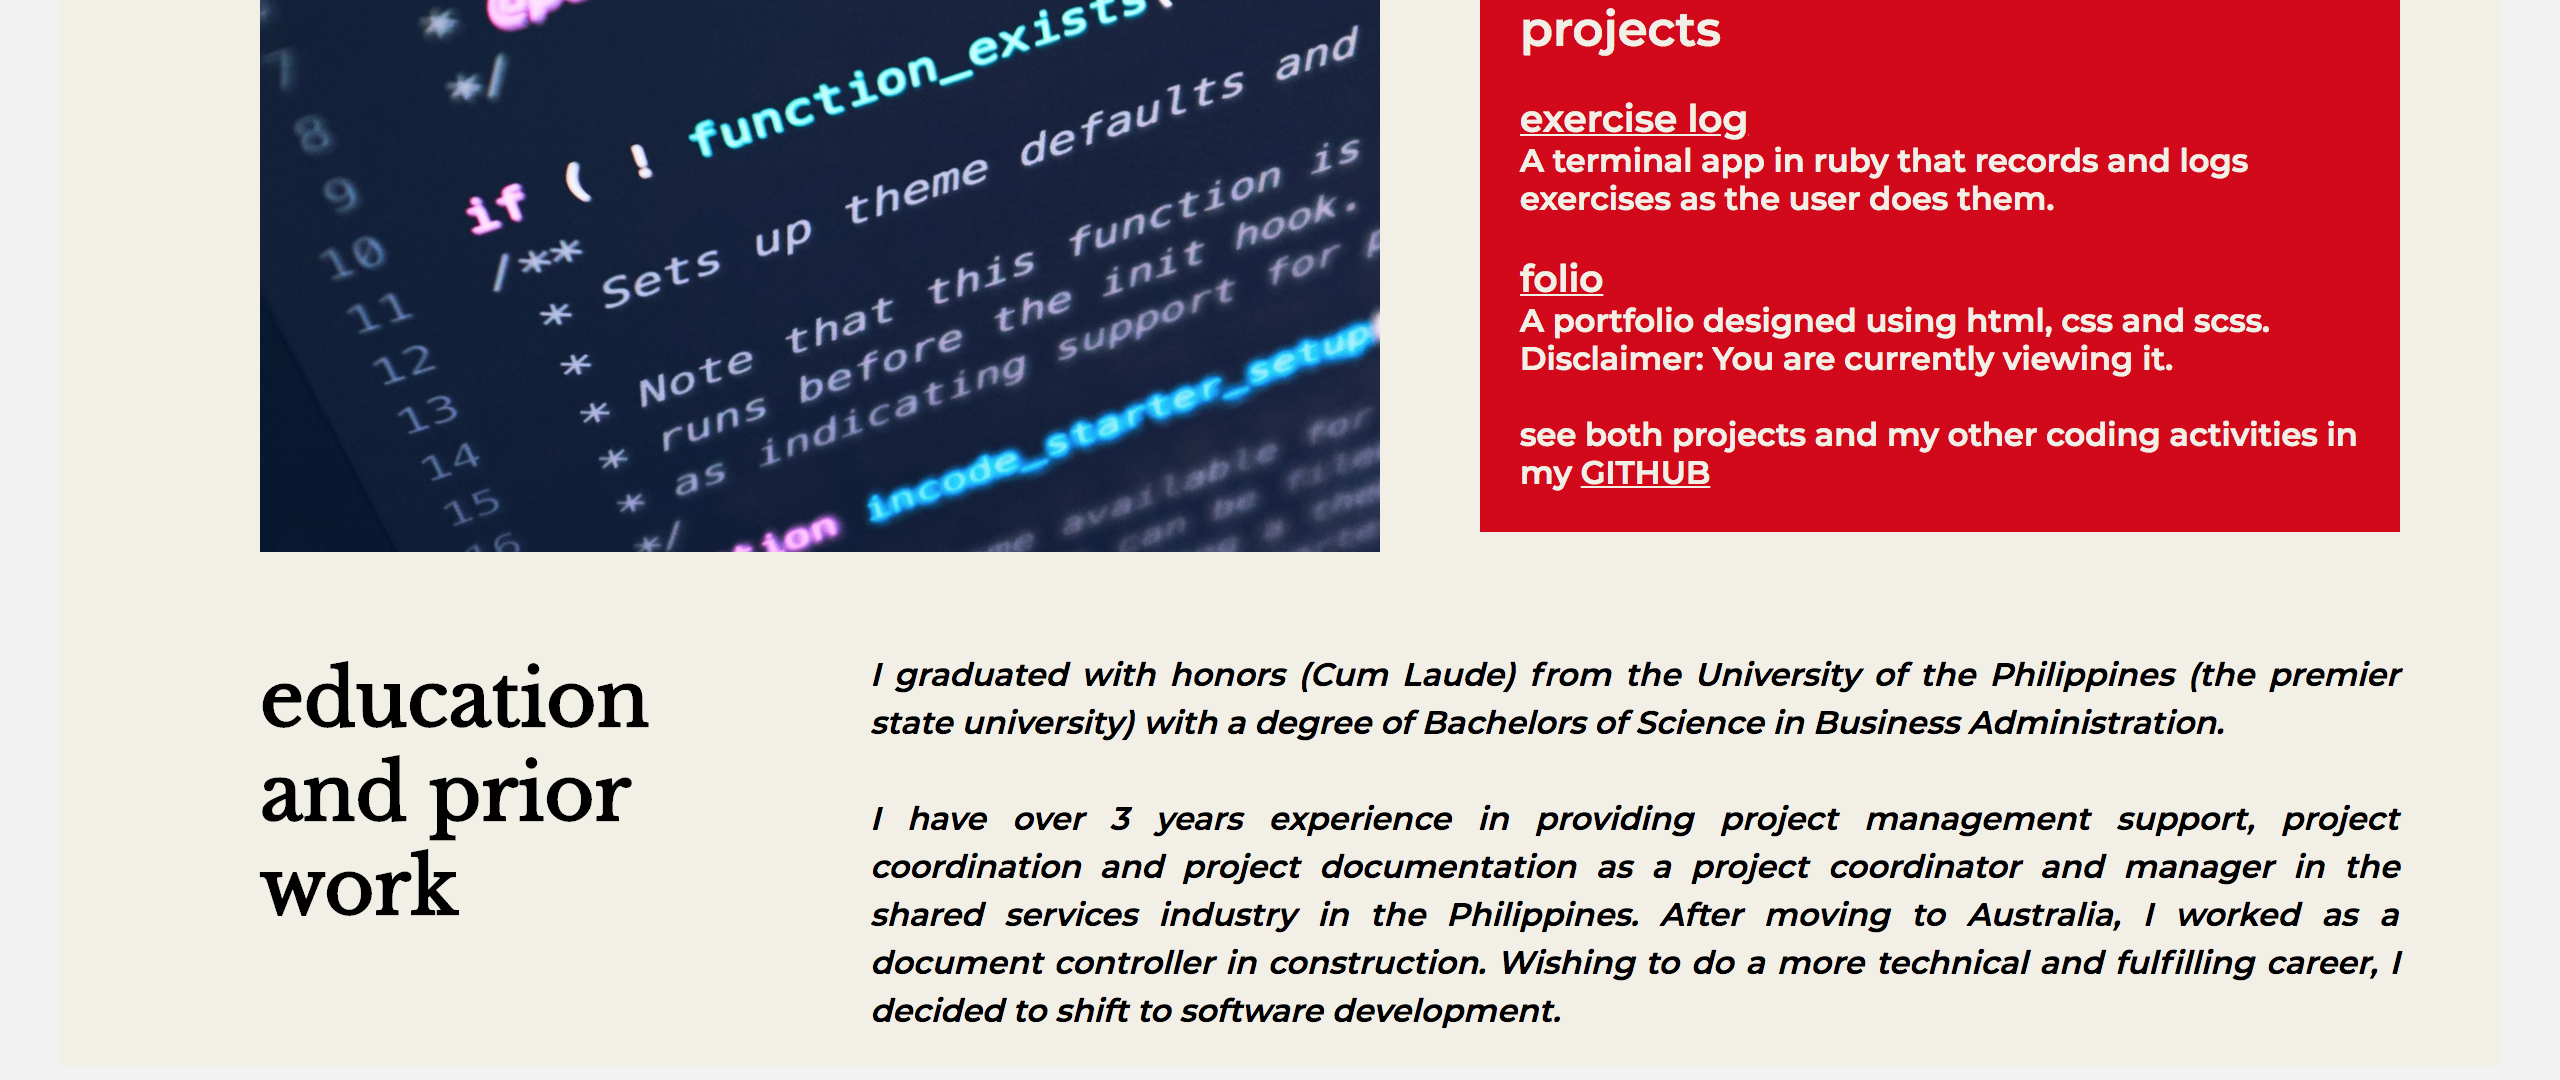 7
*/
8
function_exists(
9
if ( !
10
/**
11
* Sets up theme defaults and
12
*
13
* Note that this function is
14
* runs before the init hook.
15
* as indicating support for
16
*/
tion incode_starter_setup
available for
can be
projects
exercise log
A terminal app in ruby that records and logs
exercises as the user does them.
folio
A portfolio designed using html, css and scss.
Disclaimer: You are currently viewing it.
see both projects and my other coding activities in
my GITHUB
education
and prior
work
I graduated with honors (Cum Laude) from the University of the Philippines (the premier
state university) with a degree of Bachelors of Science in Business Administration.
I have over 3 years experience in providing project management support, project
coordination and project documentation as a project coordinator and manager in the
shared services industry in the Philippines. After moving to Australia, I worked as a
document controller in construction. Wishing to do a more technical and fulfilling career, I
decided to shift to software development.